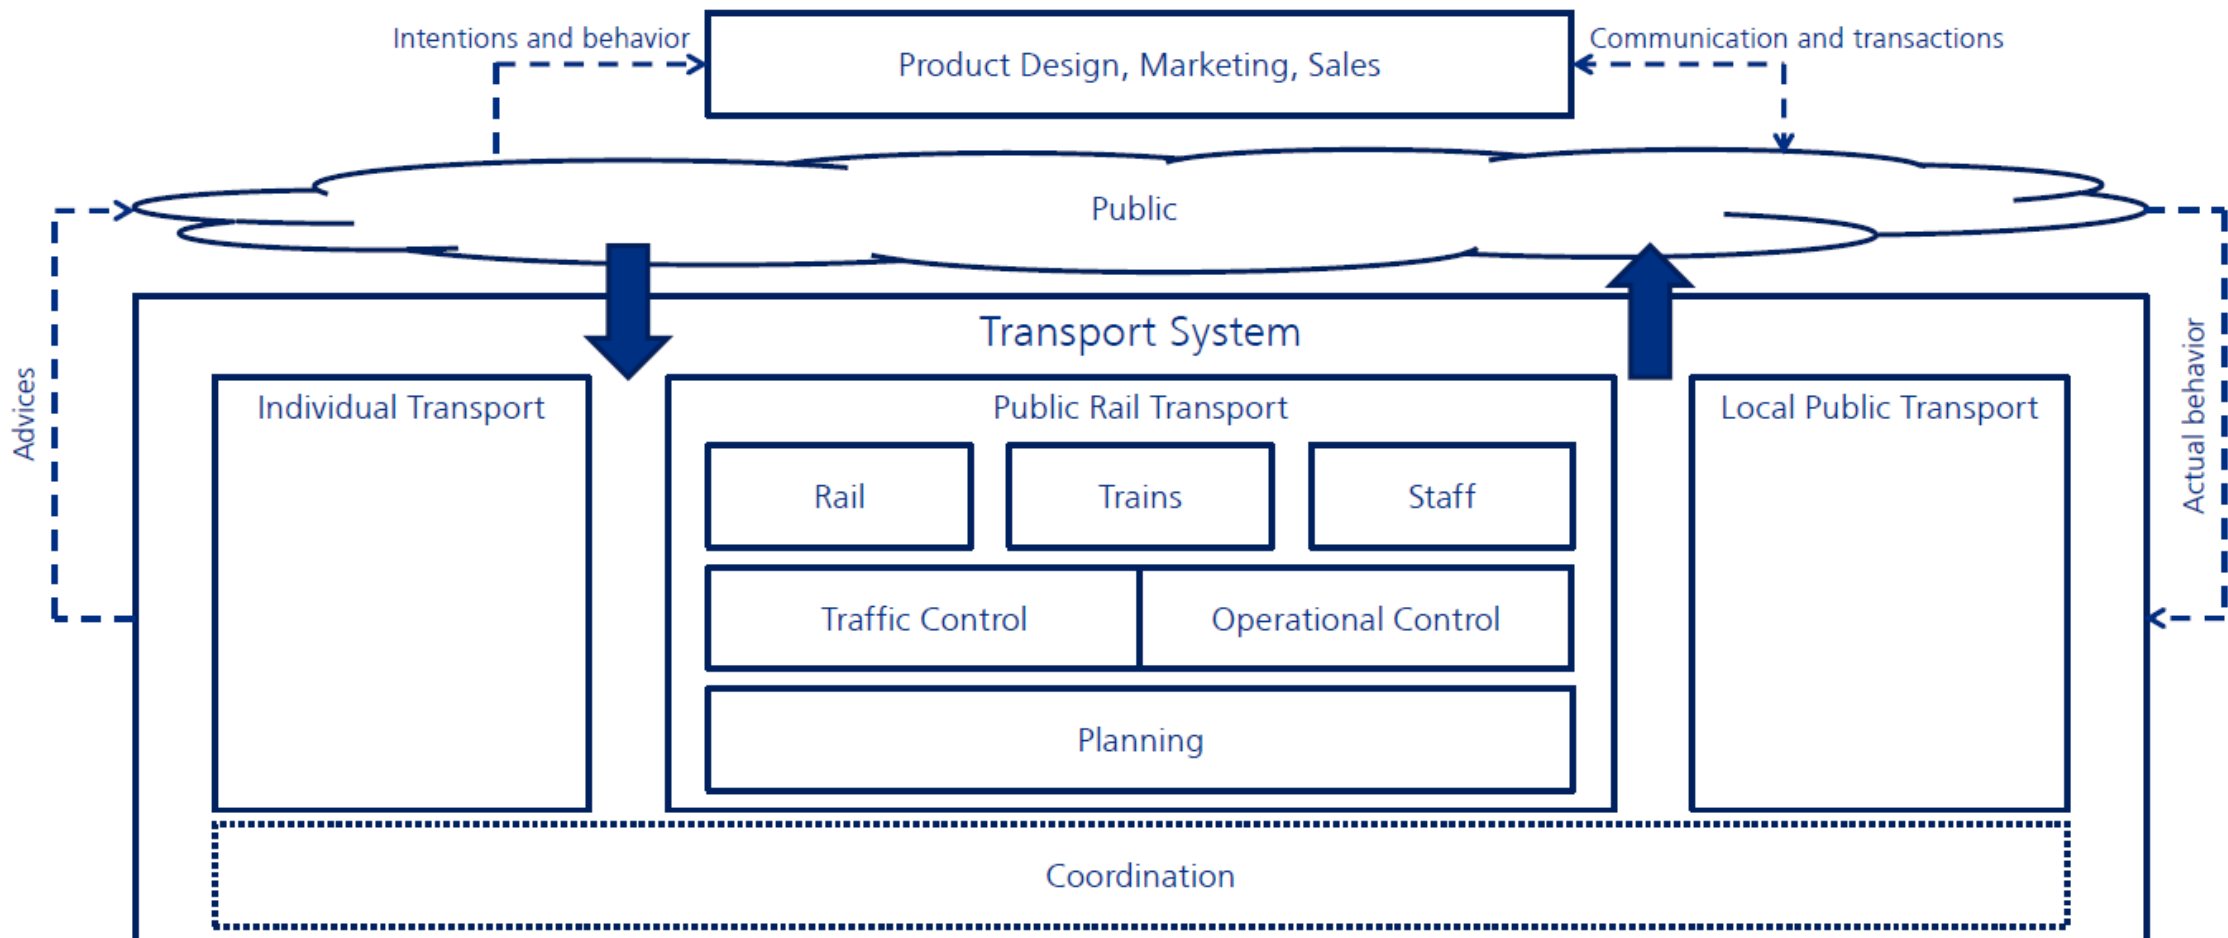 Intentions and behavior
Product Design, Marketing, Sales
Communication and transactions
Public
Advices
Transport System
Actual behavior
Individual Transport
Public Rail Transport
Local Public Transport
Rail
Trains
Staff
Traffic Control
Operational Control
Planning
Coordination